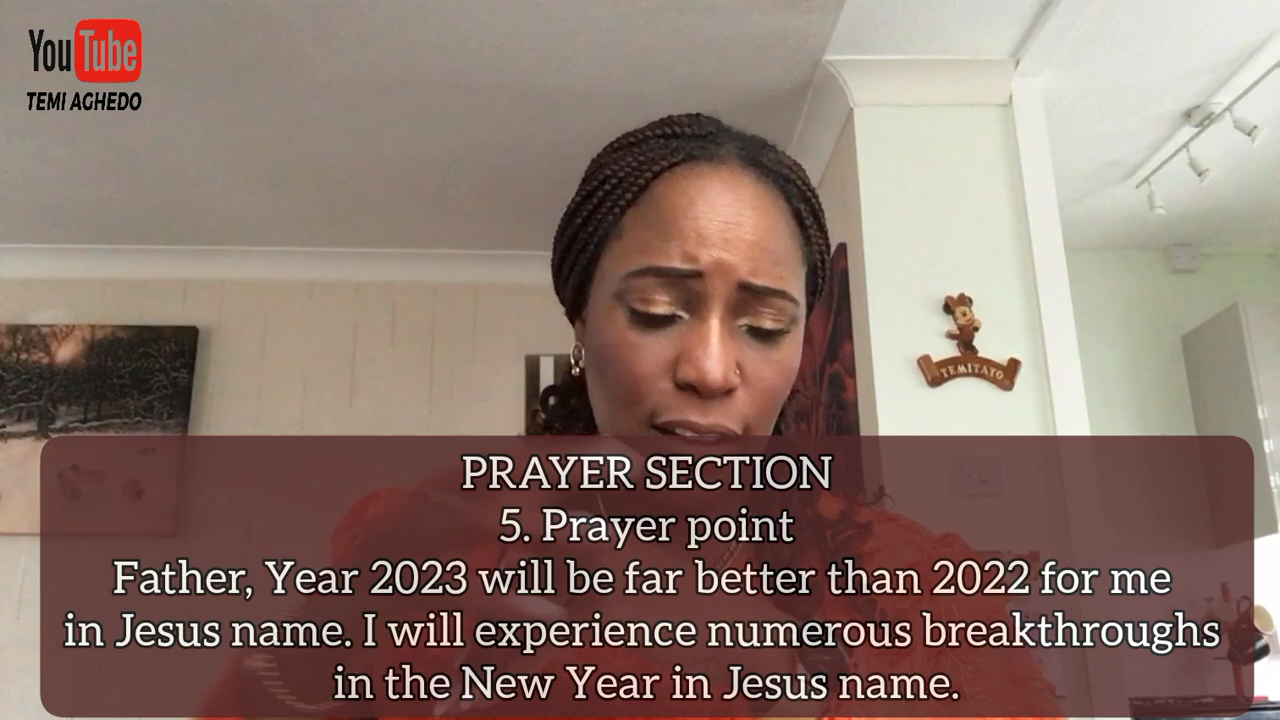 YouTube
TEMI AGHEDO
TEMITAYO
PRAYER SECTION
5. Prayer point
Father, Year 2023 will be far better than 2022 for me
in Jesus name. I will experience numerous breakthroughs
in the New Year in Jesus name.